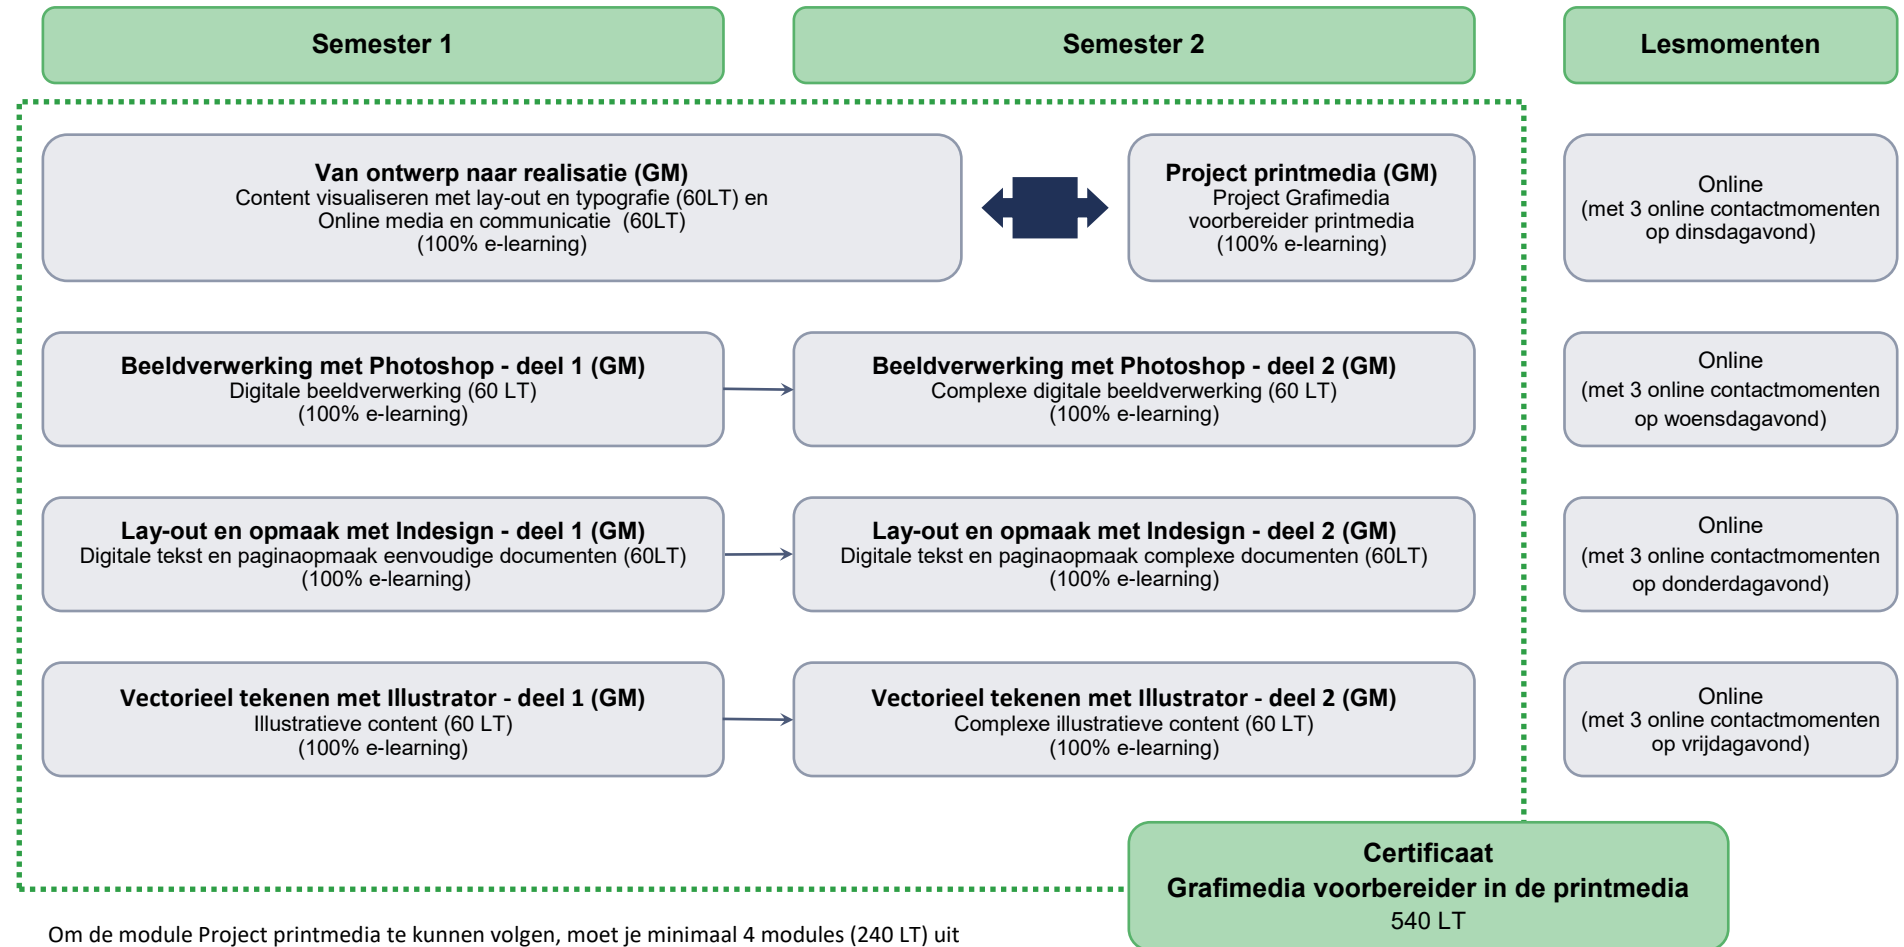 Semester 1
Semester 2
Lesmomenten
Van ontwerp naar realisatie (GM)
Content visualiseren met lay-out en typografie (60LT) en
Online media en communicatie  (60LT)
(100% e-learning)
Project printmedia (GM)
Project Grafimedia
voorbereider printmedia
(100% e-learning)
Online
(met 3 online contactmomenten
op dinsdagavond)
Beeldverwerking met Photoshop - deel 1 (GM)
Digitale beeldverwerking (60 LT)
(100% e-learning)
Beeldverwerking met Photoshop - deel 2 (GM)
Complexe digitale beeldverwerking (60 LT)
(100% e-learning)
Online
(met 3 online contactmomenten
op woensdagavond)
Lay-out en opmaak met Indesign - deel 1 (GM)
Digitale tekst en paginaopmaak eenvoudige documenten (60LT)
(100% e-learning)
Lay-out en opmaak met Indesign - deel 2 (GM)
Digitale tekst en paginaopmaak complexe documenten (60LT)
(100% e-learning)
Online
(met 3 online contactmomenten
op donderdagavond)
Vectorieel tekenen met Illustrator - deel 1 (GM)
Illustratieve content (60 LT)
(100% e-learning)
Vectorieel tekenen met Illustrator - deel 2 (GM)
Complexe illustratieve content (60 LT)
(100% e-learning)
Online
(met 3 online contactmomenten
op vrijdagavond)
Certificaat
Grafimedia voorbereider in de printmedia
540 LT
Om de module Project printmedia te kunnen volgen, moet je minimaal 4 modules (240 LT) uit